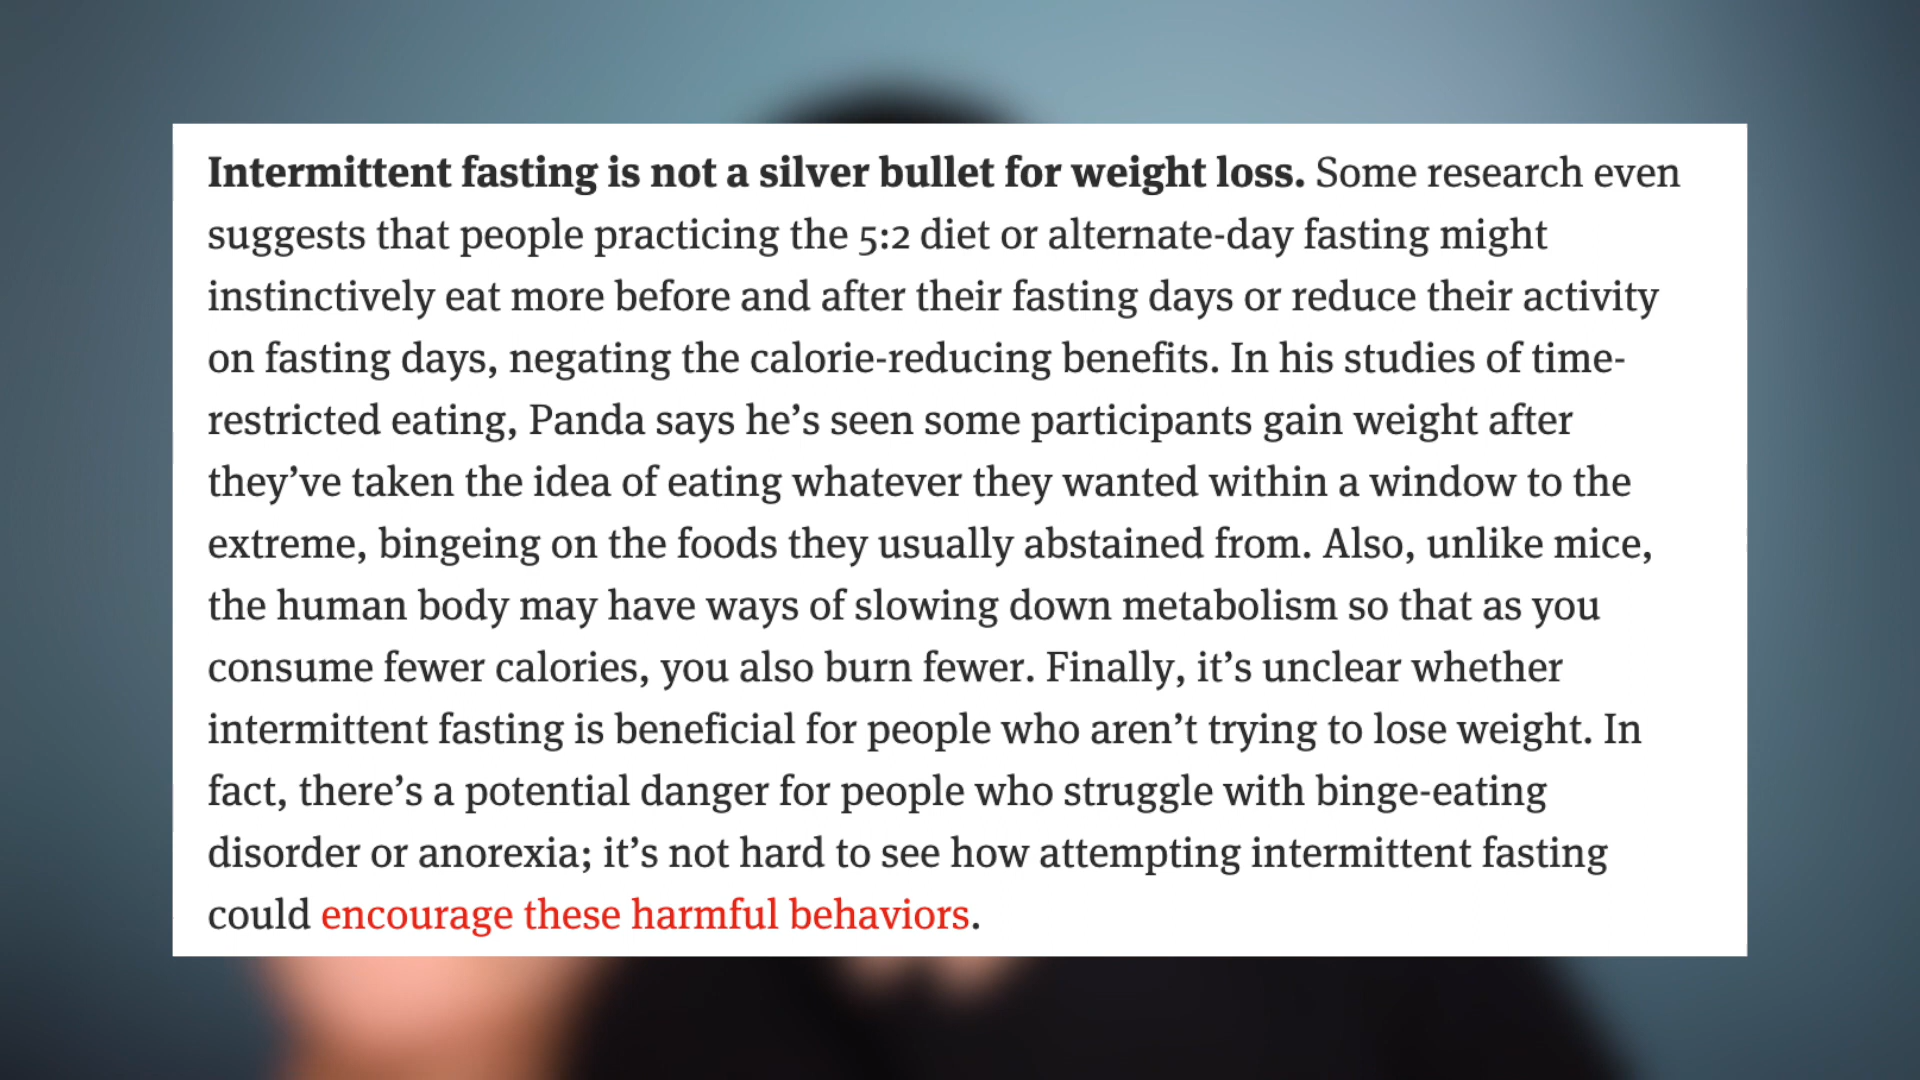 Intermittent fasting is not a silver bullet for weight loss. Some research even
suggests that people practicing the 5:2 diet or alternate-day fasting might
instinctively eat more before and after their fasting days or reduce their activity
on fasting days, negating the calorie-reducing benefits. In his studies of time-
restricted eating, Panda says he’s seen some participants gain weight after
they’ve taken the idea of eating whatever they wanted within a window to the
extreme, bingeing on the foods they usually abstained from. Also, unlike mice,
the human body may have ways of slowing down metabolism so that as you
consume fewer calories, you also burn fewer. Finally, it’s unclear whether
intermittent fasting is beneficial for people who aren’t trying to lose weight. In
fact, there’s a potential danger for people who struggle with binge-eating
disorder or anorexia; it’s not hard to see how attempting intermittent fasting
could encourage these harmful behaviors.